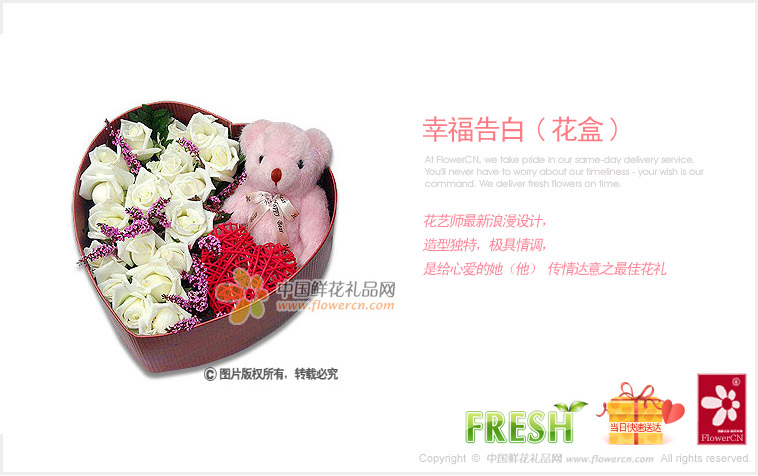 幸福告白（花盒）
At FlowerCN, we take pride in our same-day delivery service.
You'll never have to worry about our timeliness - your wish is our
command. We deliver fresh flowers on time.
花艺师最新浪漫设计，
造型独特，极具情调，
是给心爱的她（他） 传情达意之最佳花礼
中国鲜花礼品网
www.flowercn.com
© 图片版权所有，转载必究
FRESH
当日快速送达
FlowerCN
Copyright © 中国鲜花礼品网 www.flowercn.com All rights reserved.